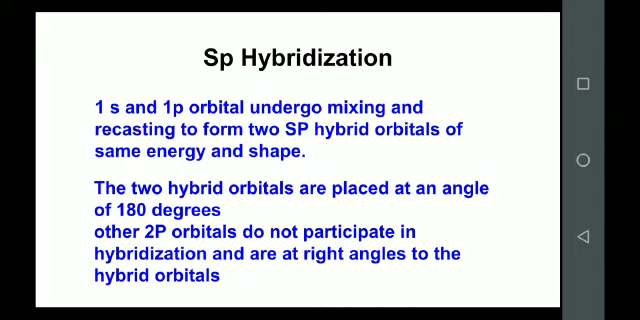 Sp Hybridization
1 s and 1p orbital undergo mixing and
recasting to form two SP hybrid orbitals of
same energy and shape.
The two hybrid orbitals are placed at an angle
of 180 degrees
other 2P orbitals do not participate in
hybridization and are at right angles to the
hybrid orbitals